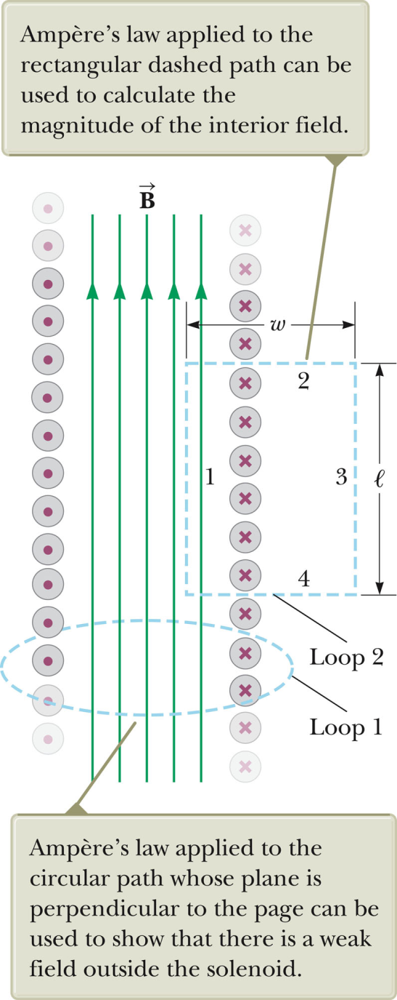 Ampère's law applied to the
rectangular dashed path can be
used to calculate the
magnitude of the interior field.
B
w
2
1
3
ℓ
4
Loop 2
Loop 1
Ampère's law applied to the
circular path whose plane is
perpendicular to the page can be
used to show that there is a weak
field outside the solenoid.